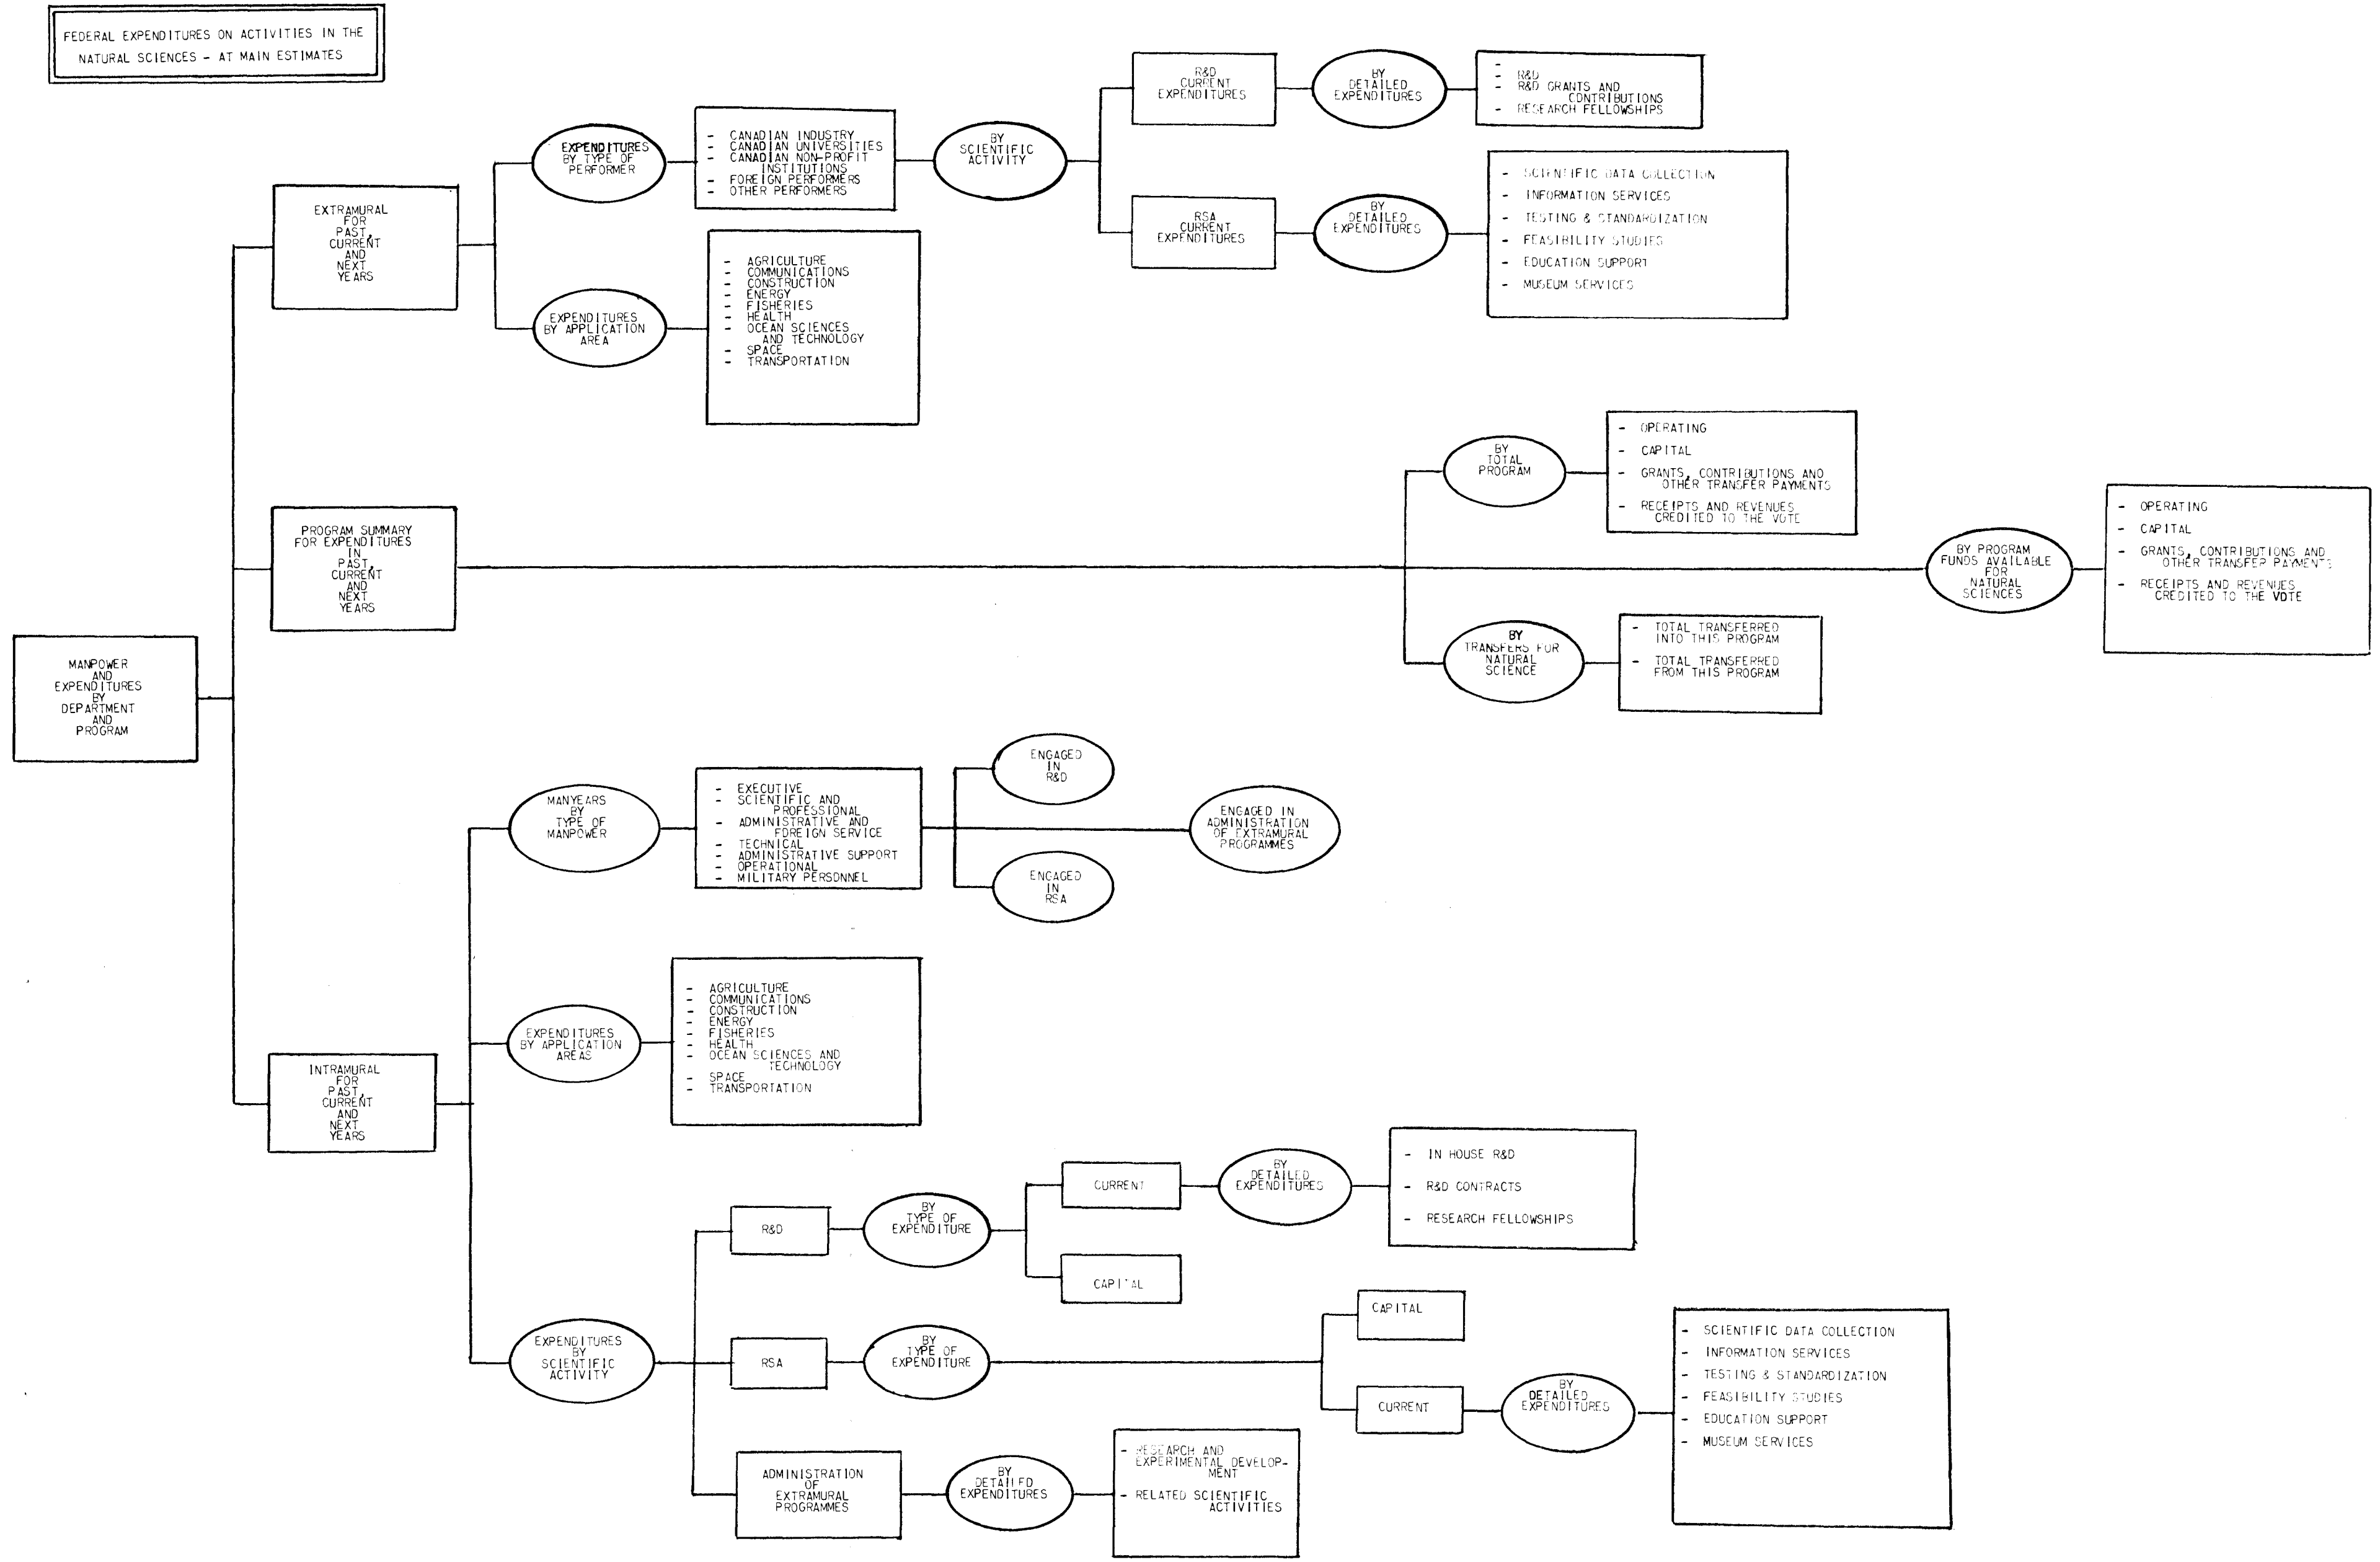 FEDERAL EXPENDITURES ON ACTIVITIES IN THE
NATURAL SCIENCES - AT MAIN ESTIMATES
MANPOWER
AND
EXPENDITURES
BY
DEPARTMENT
AND
PROGRAM
EXTRAMURAL
FOR
PAST,
CURRENT
AND
NEXT
YEARS
EXPENDITURES
BY TYPE OF
PERFORMER
- CANADIAN INDUSTRY
- CANADIAN UNIVERSITIES
- CANADIAN NON-PROFIT
INSTITUTIONS
- FOREIGN PERFORMERS
- OTHER PERFORMERS
BY
SCIENTIFIC
ACTIVITY
R&D
CURRENT
EXPENDITURES
BY
DETAILED
EXPENDITURES
-
- R&D
- R&D GRANTS AND
CONTRIBUTIONS
- RESEARCH FELLOWSHIPS
RSA
CURRENT
EXPENDITURES
BY
DETAILED
EXPENDITURES
- SCIENTIFIC DATA COLLECTION
- INFORMATION SERVICES
- TESTING & STANDARDIZATION
- FEASIBILITY STUDIES
- EDUCATION SUPPORT
- MUSEUM SERVICES
EXPENDITURES
BY APPLICATION
AREA
- AGRICULTURE
- COMMUNICATIONS
- CONSTRUCTION
- ENERGY
- FISHERIES
- HEALTH
- OCEAN SCIENCES
AND TECHNOLOGY
- SPACE
- TRANSPORTATION
PROGRAM SUMMARY
FOR EXPENDITURES
IN
PAST,
CURRENT
AND
NEXT
YEARS
BY
TOTAL
PROGRAM
- OPERATING
- CAPITAL
- GRANTS, CONTRIBUTIONS AND
OTHER TRANSFER PAYMENTS
- RECEIPTS AND REVENUES
CREDITED TO THE VOTE
BY PROGRAM
FUNDS AVAILABLE
FOR
NATURAL
SCIENCES
- OPERATING
- CAPITAL
- GRANTS, CONTRIBUTIONS AND
OTHER TRANSFER PAYMENTS
- RECEIPTS AND REVENUES
CREDITED TO THE VOTE
BY
TRANSFERS FOR
NATURAL
SCIENCE
- TOTAL TRANSFERRED
INTO THIS PROGRAM
- TOTAL TRANSFERRED
FROM THIS PROGRAM
INTRAMURAL
FOR
PAST,
CURRENT
AND
NEXT
YEARS
MANYEARS
BY
TYPE OF
MANPOWER
- EXECUTIVE
- SCIENTIFIC AND
PROFESSIONAL
- ADMINISTRATIVE AND
FOREIGN SERVICE
- TECHNICAL
- ADMINISTRATIVE SUPPORT
- OPERATIONAL
- MILITARY PERSONNEL
ENGAGED
IN
R&D
ENGAGED IN
ADMINISTRATION
OF EXTRAMURAL
PROGRAMMES
ENGAGED
IN
RSA
EXPENDITURES
BY APPLICATION
AREAS
- AGRICULTURE
- COMMUNICATIONS
- CONSTRUCTION
- ENERGY
- FISHERIES
- HEALTH
- OCEAN SCIENCES AND
TECHNOLOGY
- SPACE
- TRANSPORTATION
EXPENDITURES
BY
SCIENTIFIC
ACTIVITY
R&D
BY
TYPE OF
EXPENDITURE
CURRENT
BY
DETAILED
EXPENDITURES
- IN HOUSE R&D
- R&D CONTRACTS
- RESEARCH FELLOWSHIPS
CAPITAL
RSA
BY
TYPE OF
EXPENDITURE
CAPITAL
CURRENT
BY
DETAILED
EXPENDITURES
- SCIENTIFIC DATA COLLECTION
- INFORMATION SERVICES
- TESTING & STANDARDIZATION
- FEASIBILITY STUDIES
- EDUCATION SUPPORT
- MUSEUM SERVICES
ADMINISTRATION
OF
EXTRAMURAL
PROGRAMMES
BY
DETAILED
EXPENDITURES
- RESEARCH AND
EXPERIMENTAL DEVELOP-
MENT
- RELATED SCIENTIFIC
ACTIVITIES